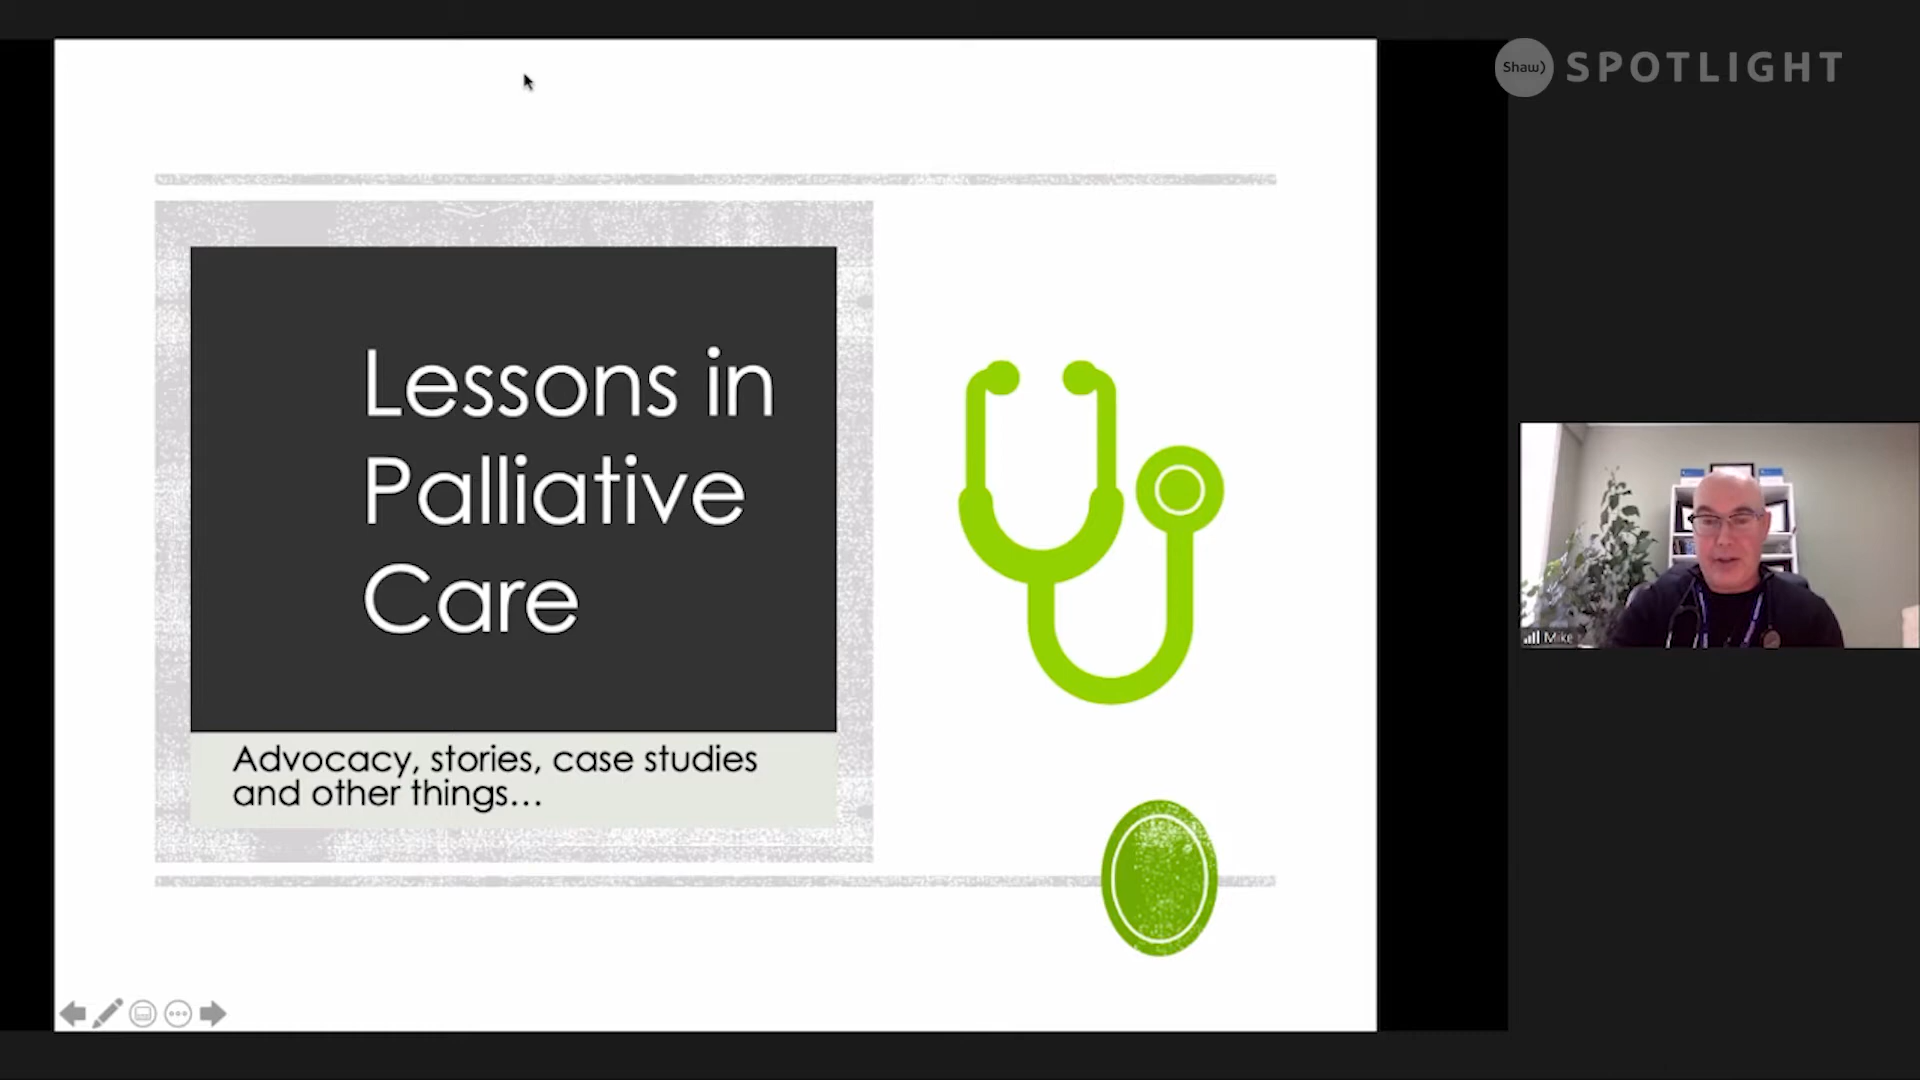 Shaw) SPOTLIGHT
Lessons in
Palliative
Care
Advocacy, stories, case studies
and other things...
Mike